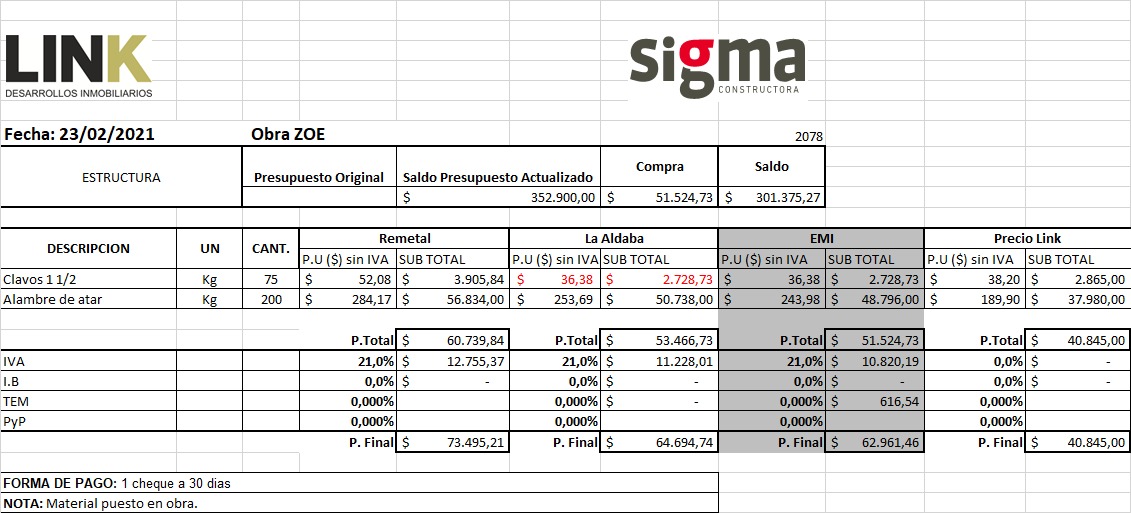 LINK
DESARROLLOS INMOBILIARIOS
sigma
CONSTRUCTORA
Fecha: 23/02/2021 Obra ZOE 2078
ESTRUCTURA Presupuesto Original Saldo Presupuesto Actualizado Compra Saldo
$ 352.900,00 $ 51.524,73 $ 301.375,27
DESCRIPCION UN CANT. Remetal La Aldaba EMI Precio Link
P.U ($) sin IVA SUB TOTAL P.U ($) sin IVA SUB TOTAL P.U ($) sin IVA SUB TOTAL P.U ($) sin IVA SUB TOTAL
Clavos 1 1/2 Kg 75 $ 52,08 $ 3.905,84 $ 36,38 $ 2.728,73 $ 36,38 $ 2.728,73 $ 38,20 $ 2.865,00
Alambre de atar Kg 200 $ 284,17 $ 56.834,00 $ 253,69 $ 50.738,00 $ 243,98 $ 48.796,00 $ 189,90 $ 37.980,00
P.Total $ 60.739,84 P.Total $ 53.466,73 P.Total $ 51.524,73 P.Total $ 40.845,00
IVA 21,0% $ 12.755,37 21,0% $ 11.228,01 21,0% $ 10.820,19 0,0% $ -
I.B 0,0% $ - 0,0% $ - 0,0% $ - 0,0% $ -
TEM 0,000% 0,000% $ - 0,000% $ 616,54 0,000%
PyP 0,000% 0,000% 0,000% 0,000%
P. Final $ 73.495,21 P. Final $ 64.694,74 P. Final $ 62.961,46 P. Final $ 40.845,00
FORMA DE PAGO: 1 cheque a 30 dias
NOTA: Material puesto en obra.